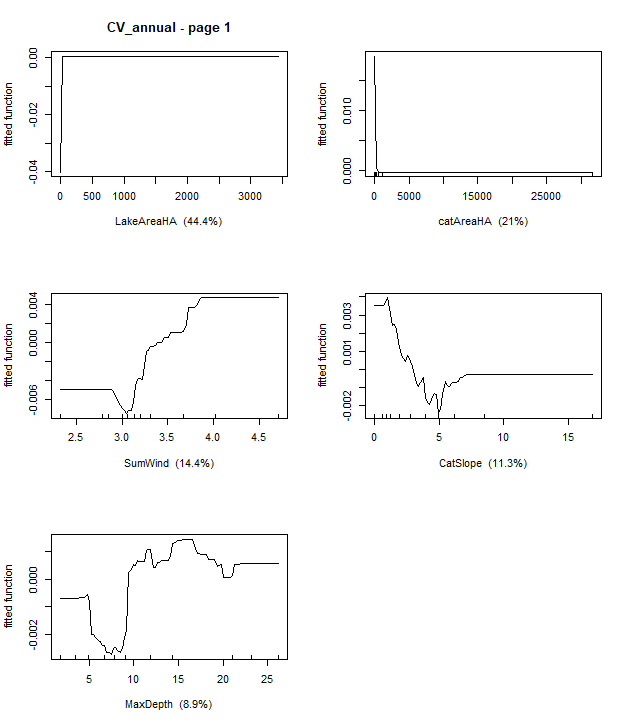 CV_annual - page 1
fitted function
0.00
-0.02
-0.04
0 500 1000 2000 3000
LakeAreaHA (44.4%)
fitted function
0.010
0.000
0 5000 15000 25000
catAreaHA (21%)
fitted function
0.004
0.000
-0.006
2.5 3.0 3.5 4.0 4.5
SumWind (14.4%)
fitted function
0.003
0.001
-0.002
0 5 10 15
CatSlope (11.3%)
fitted function
0.000
-0.002
5 10 15 20 25
MaxDepth (8.9%)